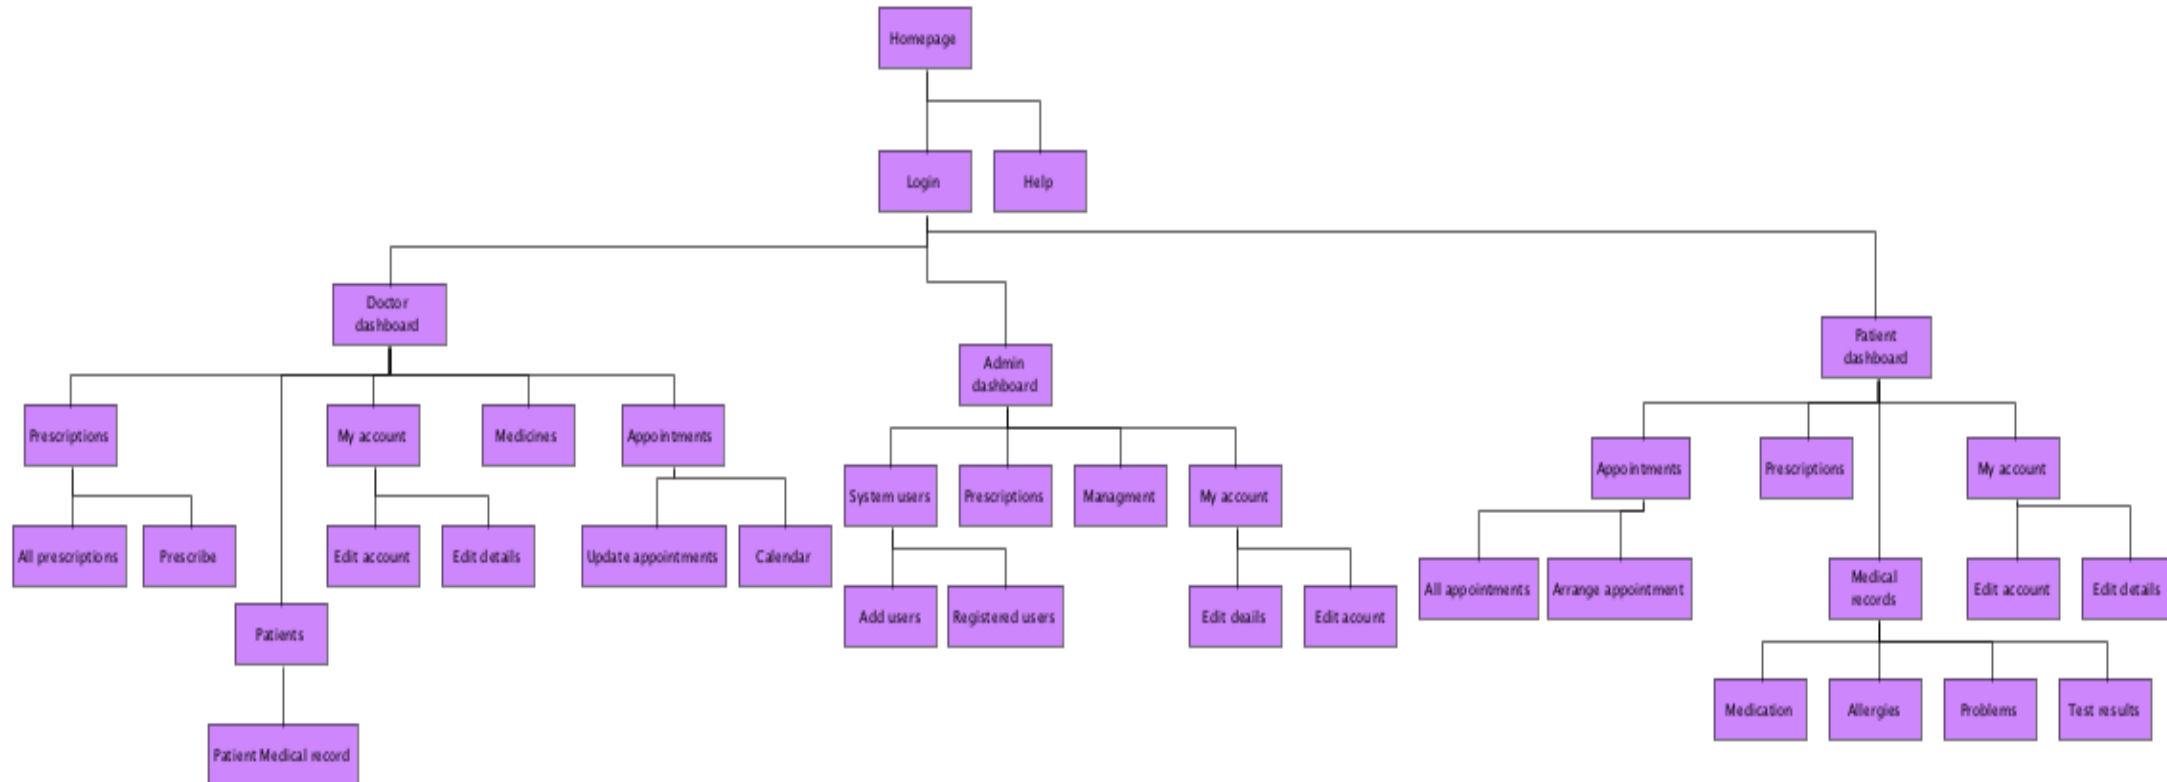 Homepage
Login
Help
Doctor
dashboard
Admin
dashboard
Patient
dashboard
Prescriptions
My account
Medicines
Appointments
System users
Prescriptions
Managment
My account
Appointments
Prescriptions
My account
All prescriptions
Prescribe
Edit account
Edit details
Update appointments
Calendar
Add users
Registered users
Edit deails
Edit acount
All appointments
Arrange appointment
Medical
records
Edit account
Edit details
Patients
Patient Medical record
Medication
Allergies
Problems
Test results